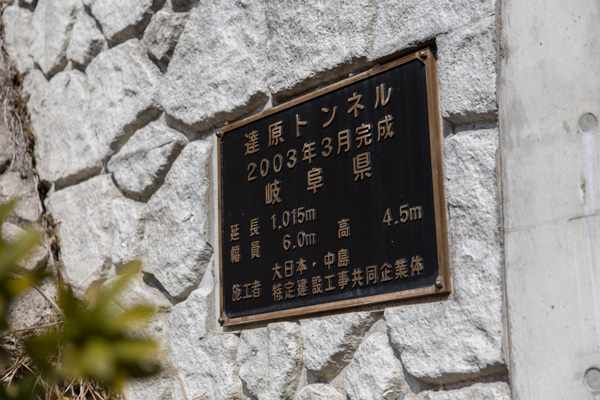 達原トンネル
2003年3月完成
岐阜県
延長 1,015m 高 4.5m
幅員 6.0m
大日本・中島
施工者 特定建設工事共同企業体